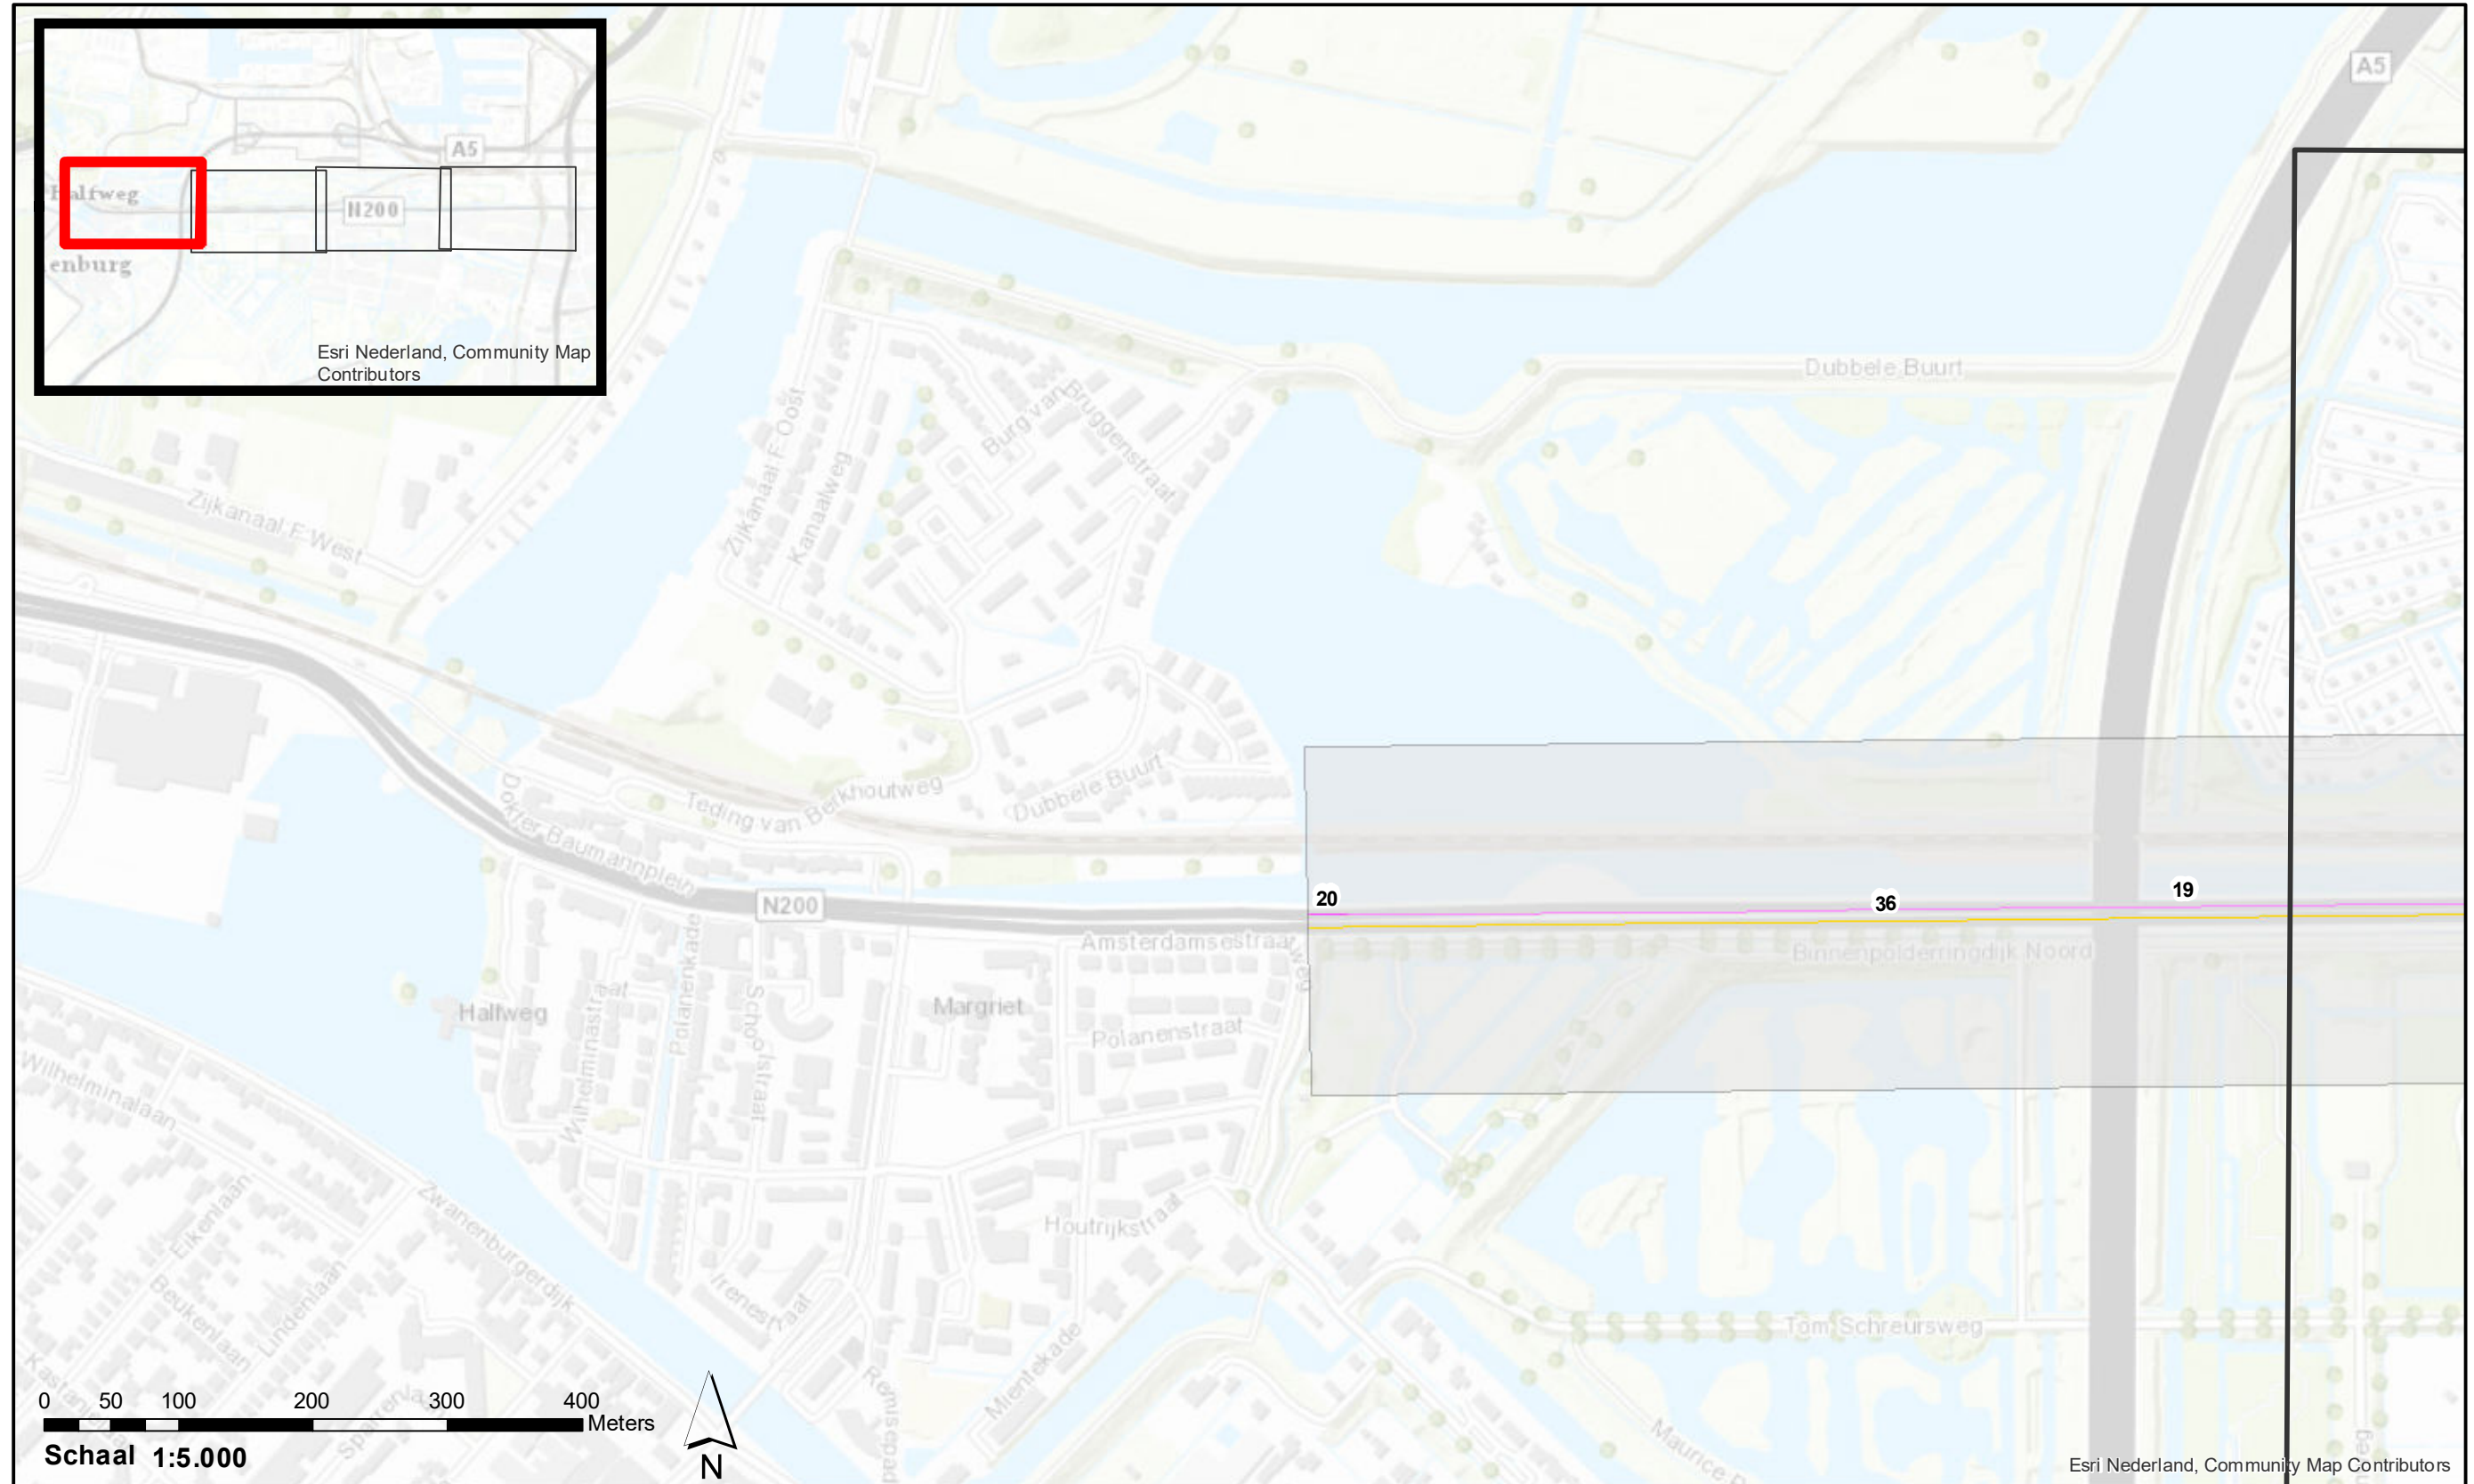 A5
Halfweg
N200
enburg
Esri Nederland, Community Map
Contributors
A5
Dubbele Buurt
Burg van
Bruggenstraat
Zijkanaal F Oost
Kanaalweg
Zijkanaal F West
Teding van Berkhoutweg
Dubbele Buurt
Dokter Baumannplein
N200
20
36
19
Amsterdamsestraatweg
Binnenpolderringdijk Noord
Halfweg
Margriet
Polanenkade
Schoolstraat
Wilhelminastraat
Polanenstraat
Wilhelminalaan
Zwanenburgerdijk
Eikenlaan
Beukenlaan
Lindenlaan
Houtrijkstraat
Irenestraat
Mientekade
Remisepad
Tom Schreursweg
0 50 100 200 300 400
Meters
Schaal 1:5.000
N
Esri Nederland, Community Map Contributors